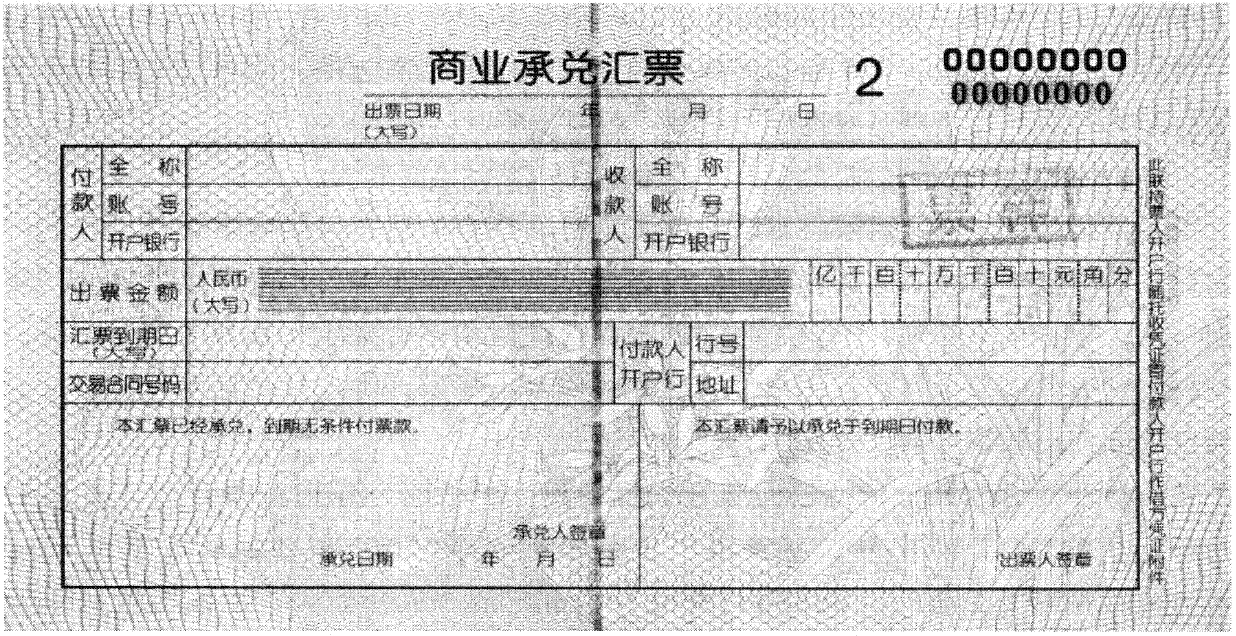 商业承兑汇票 2 00000000
00000000
出票日期 年 月 日
(大写)
付款人 全称 收款人 全称
账号 账号
开户银行 开户银行
出票金额 人民币 亿千百十万千百十元角分
(大写)
汇票到期日 付款人 行号
(大写)
交易合同号码 开户行 地址
本汇票已经承兑,到期无条件付票款。 本汇票请予以承兑于到期日付款。
承兑人签章
承兑日期 年 月 日 出票人签章
此联持票人开户行随托收凭证寄付款人开户行作借方凭证附件
票样